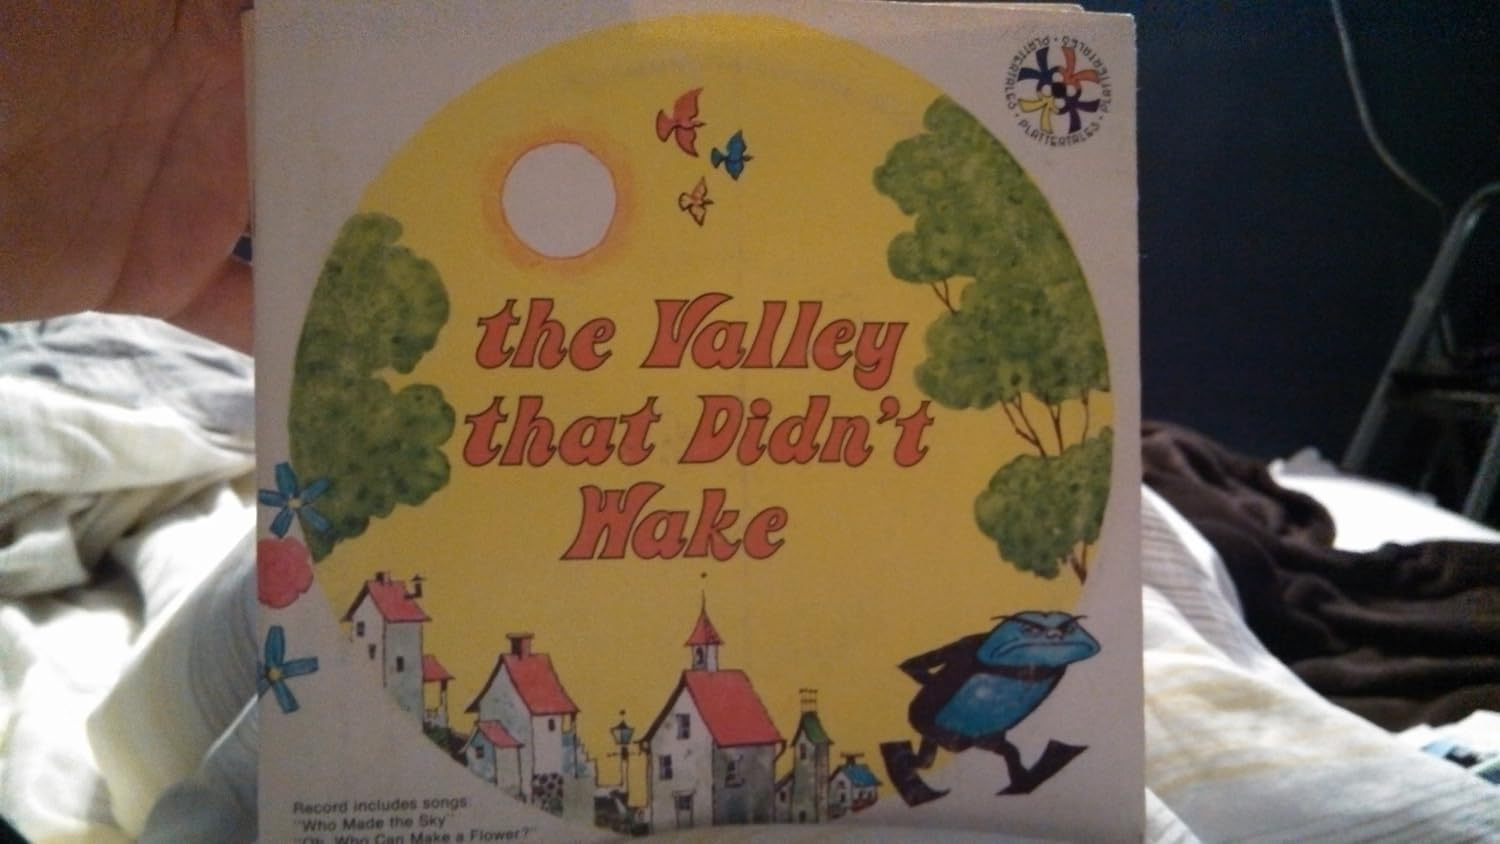 PLATTERTALES • PLATTERTALES • PLATTERTALES •
the Valley
that Didn't
Wake
Record includes songs:
"Who Made the Sky"
"Oh, Who Can Make a Flower?"